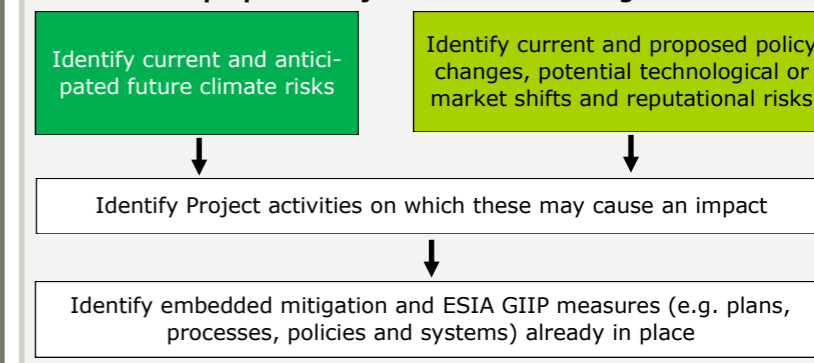 Identify current and antici-
pated future climate risks
Identify current and proposed policy
changes, potential technological or
market shifts and reputational risks
Identify Project activities on which these may cause an impact
Identify embedded mitigation and ESIA GIIP measures (e.g. plans,
processes, policies and systems) already in place